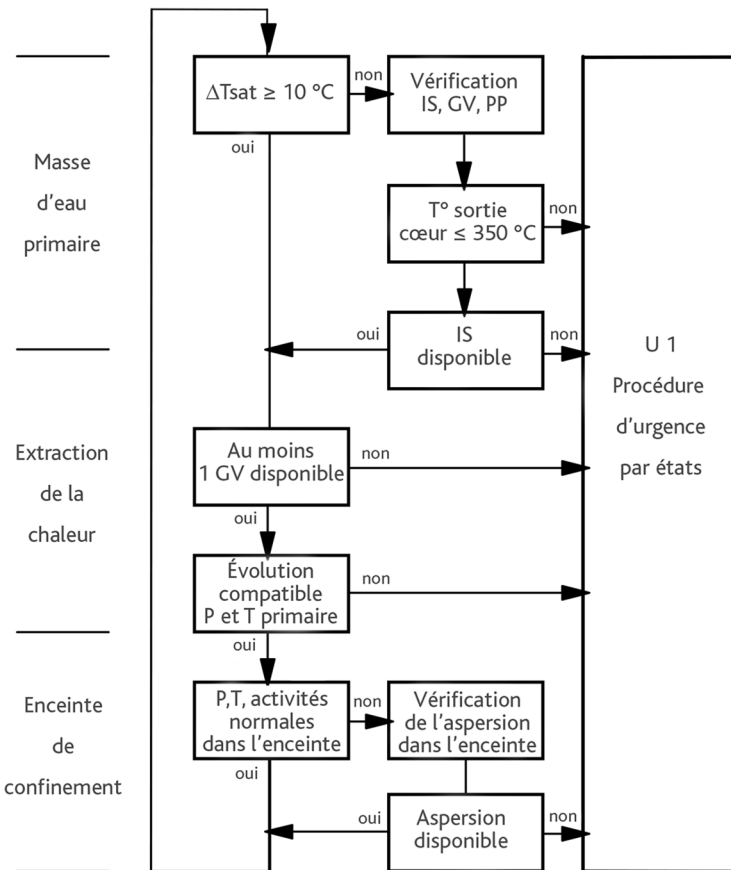 ΔTsat ≥ 10 °C
non
Vérification
IS, GV, PP
oui
Masse
d'eau
primaire
T° sortie
cœur ≤ 350 °C
non
oui
IS
disponible
non
U 1
Procédure
d'urgence
par états
Extraction
de la
chaleur
Au moins
1 GV disponible
non
oui
Évolution
compatible
P et T primaire
non
oui
Enceinte
de
confinement
P,T, activités
normales
dans l'enceinte
non
Vérification
de l'aspersion
dans l'enceinte
oui
oui
Aspersion
disponible
non